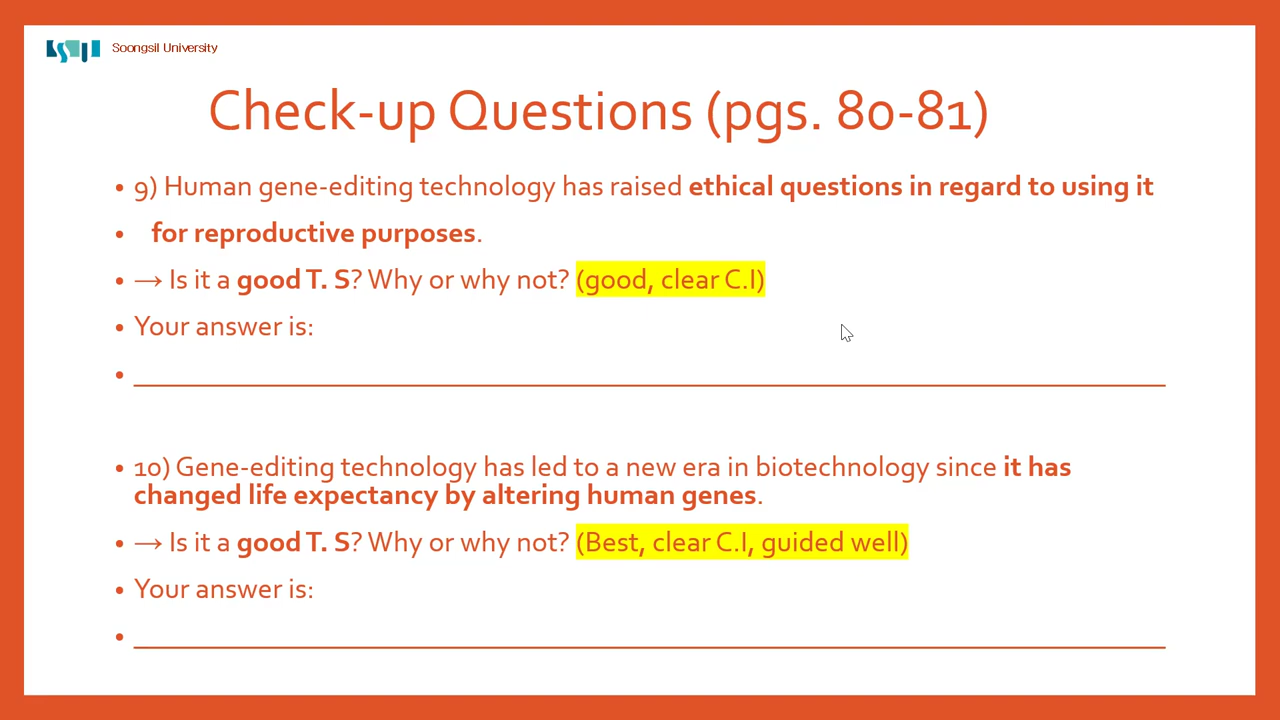 Soongsil University
Check-up Questions (pgs. 80-81)
• 9) Human gene-editing technology has raised ethical questions in regard to using it
• for reproductive purposes.
• → Is it a good T. S? Why or why not? (good, clear C.I)
• Your answer is:
• ________________________________________
• 10) Gene-editing technology has led to a new era in biotechnology since it has
changed life expectancy by altering human genes.
• → Is it a good T. S? Why or why not? (Best, clear C.I, guided well)
• Your answer is:
• ________________________________________